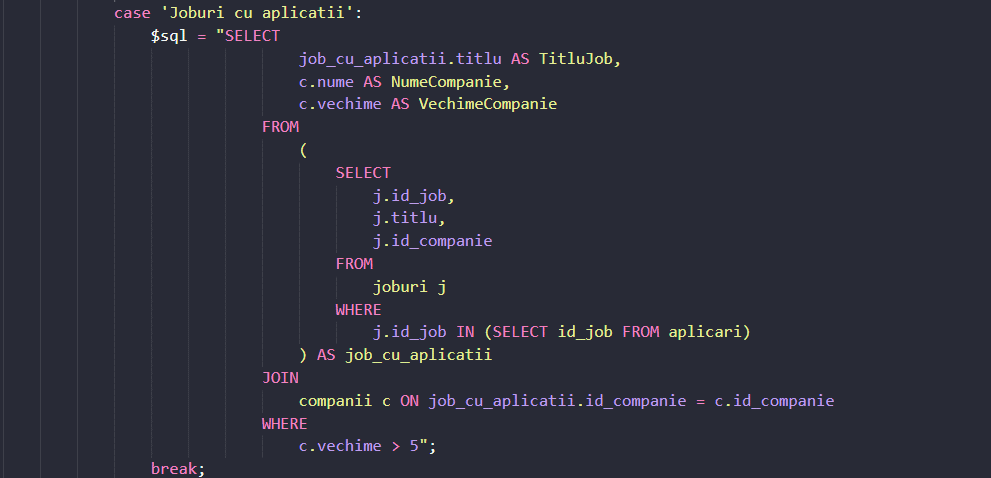 case 'Joburi cu aplicatii':
$sql = "SELECT
job_cu_aplicatii.titlu AS TitluJob,
c.nume AS NumeCompanie,
c.vechime AS VechimeCompanie
FROM
(
SELECT
j.id_job,
j.titlu,
j.id_companie
FROM
joburi j
WHERE
j.id_job IN (SELECT id_job FROM aplicari)
) AS job_cu_aplicatii
JOIN
companii c ON job_cu_aplicatii.id_companie = c.id_companie
WHERE
c.vechime > 5";
break;